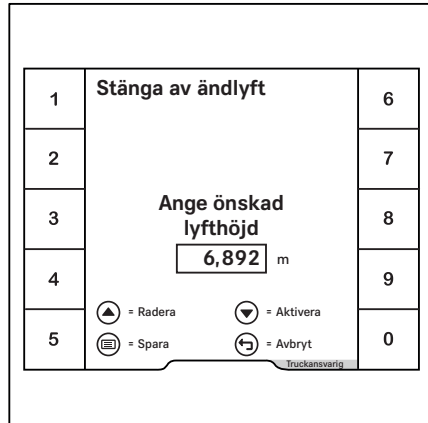 Stänga av ändlyft
1
2
3
4
5
6
7
8
9
0
Ange önskad
lyfthöjd
6,892 m
= Radera
= Aktivera
= Spara
= Avbryt
Truckansvarig